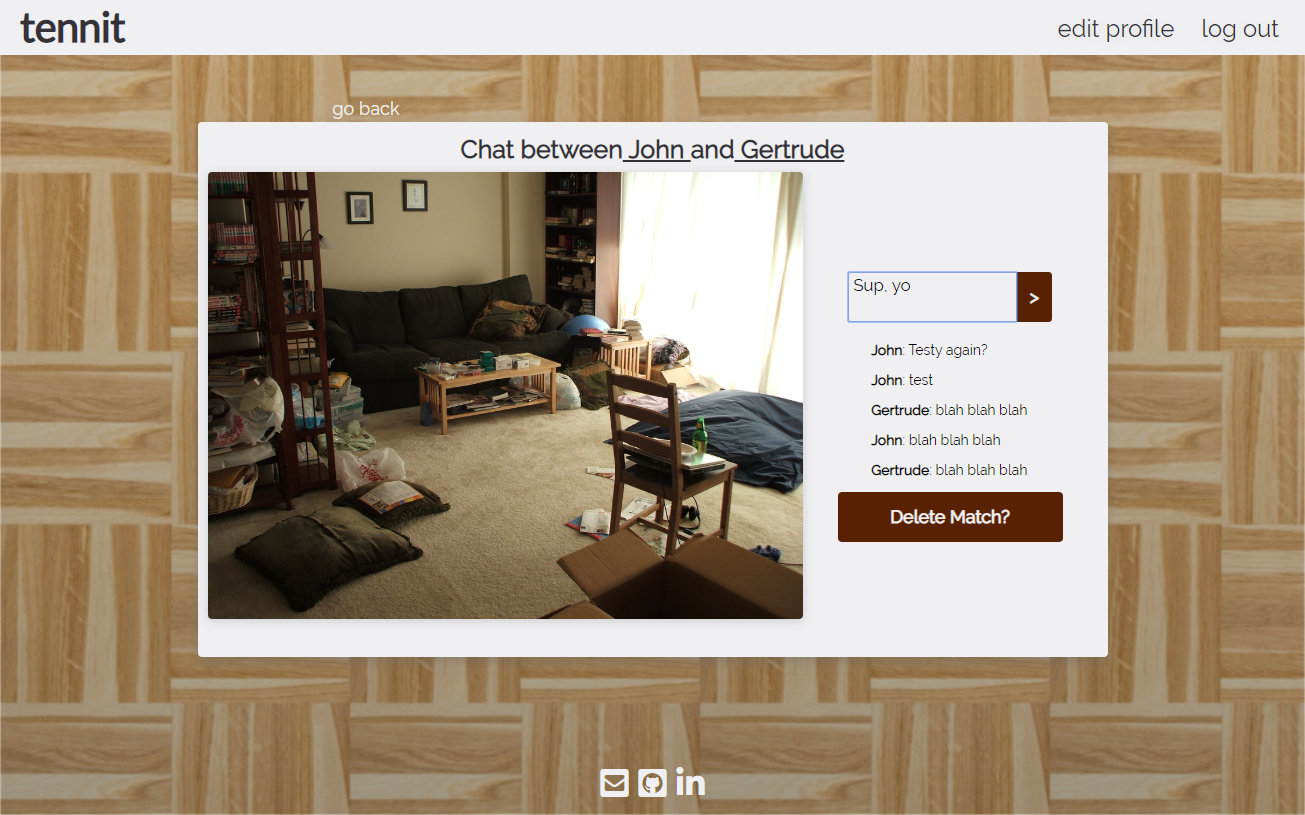 tennit
edit profile log out
go back
Chat between John and Gertrude
Sup, yo
>
John: Testy again?
John: test
Gertrude: blah blah blah
John: blah blah blah
Gertrude: blah blah blah
Delete Match?
in